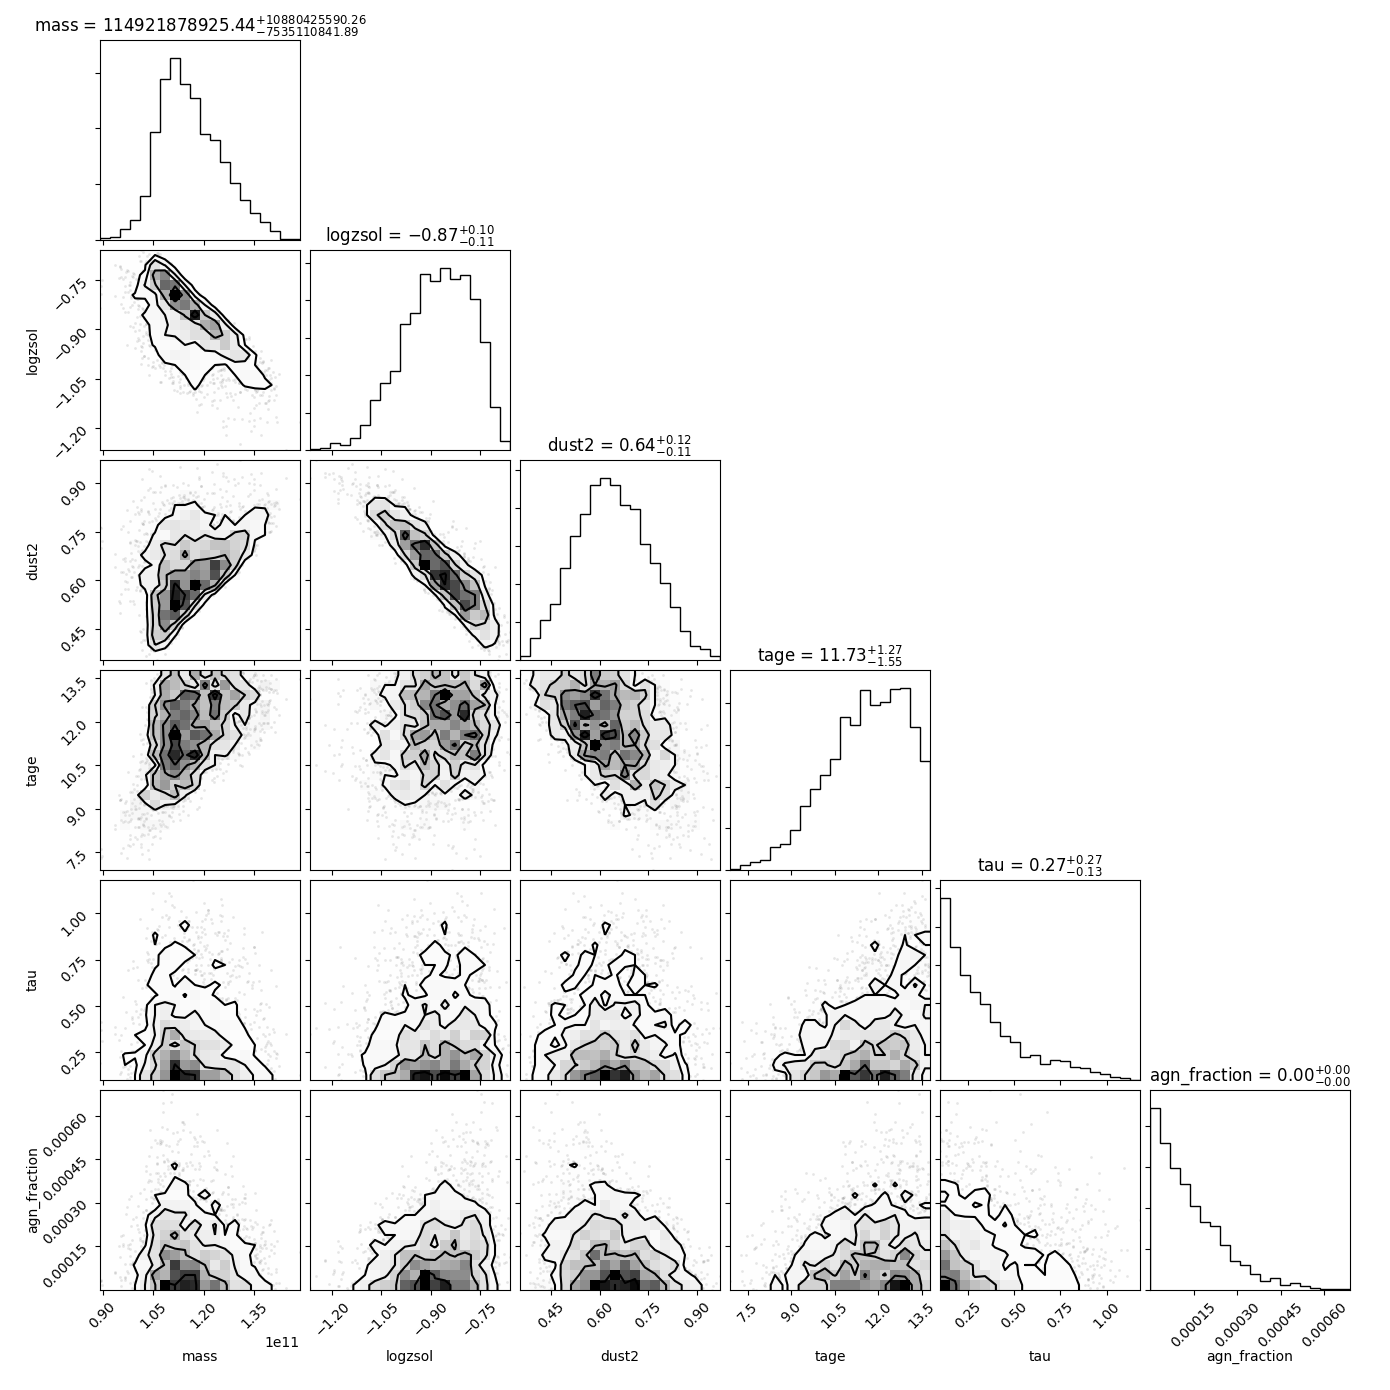 mass = 114921878925.44+10880425590.26−7535110841.89
logzsol = −0.87+0.10−0.11
−0.75
−0.90
−1.05
−1.20
logzsol
dust2 = 0.64+0.12−0.11
0.90
0.75
0.60
0.45
dust2
tage = 11.73+1.27−1.55
13.5
12.0
10.5
9.0
7.5
tage
tau = 0.27+0.27−0.13
1.00
0.75
0.50
0.25
tau
agn_fraction = 0.00+0.00−0.00
0.00060
0.00045
0.00030
0.00015
agn_fraction
0.90 1.05 1.20 1.35 −1.20 −1.05 −0.90 −0.75 0.45 0.60 0.75 0.90 7.5 9.0 10.5 12.0 13.5 0.25 0.50 0.75 1.00 0.00015 0.00030 0.00045 0.00060
1e11
mass logzsol dust2 tage tau agn_fraction